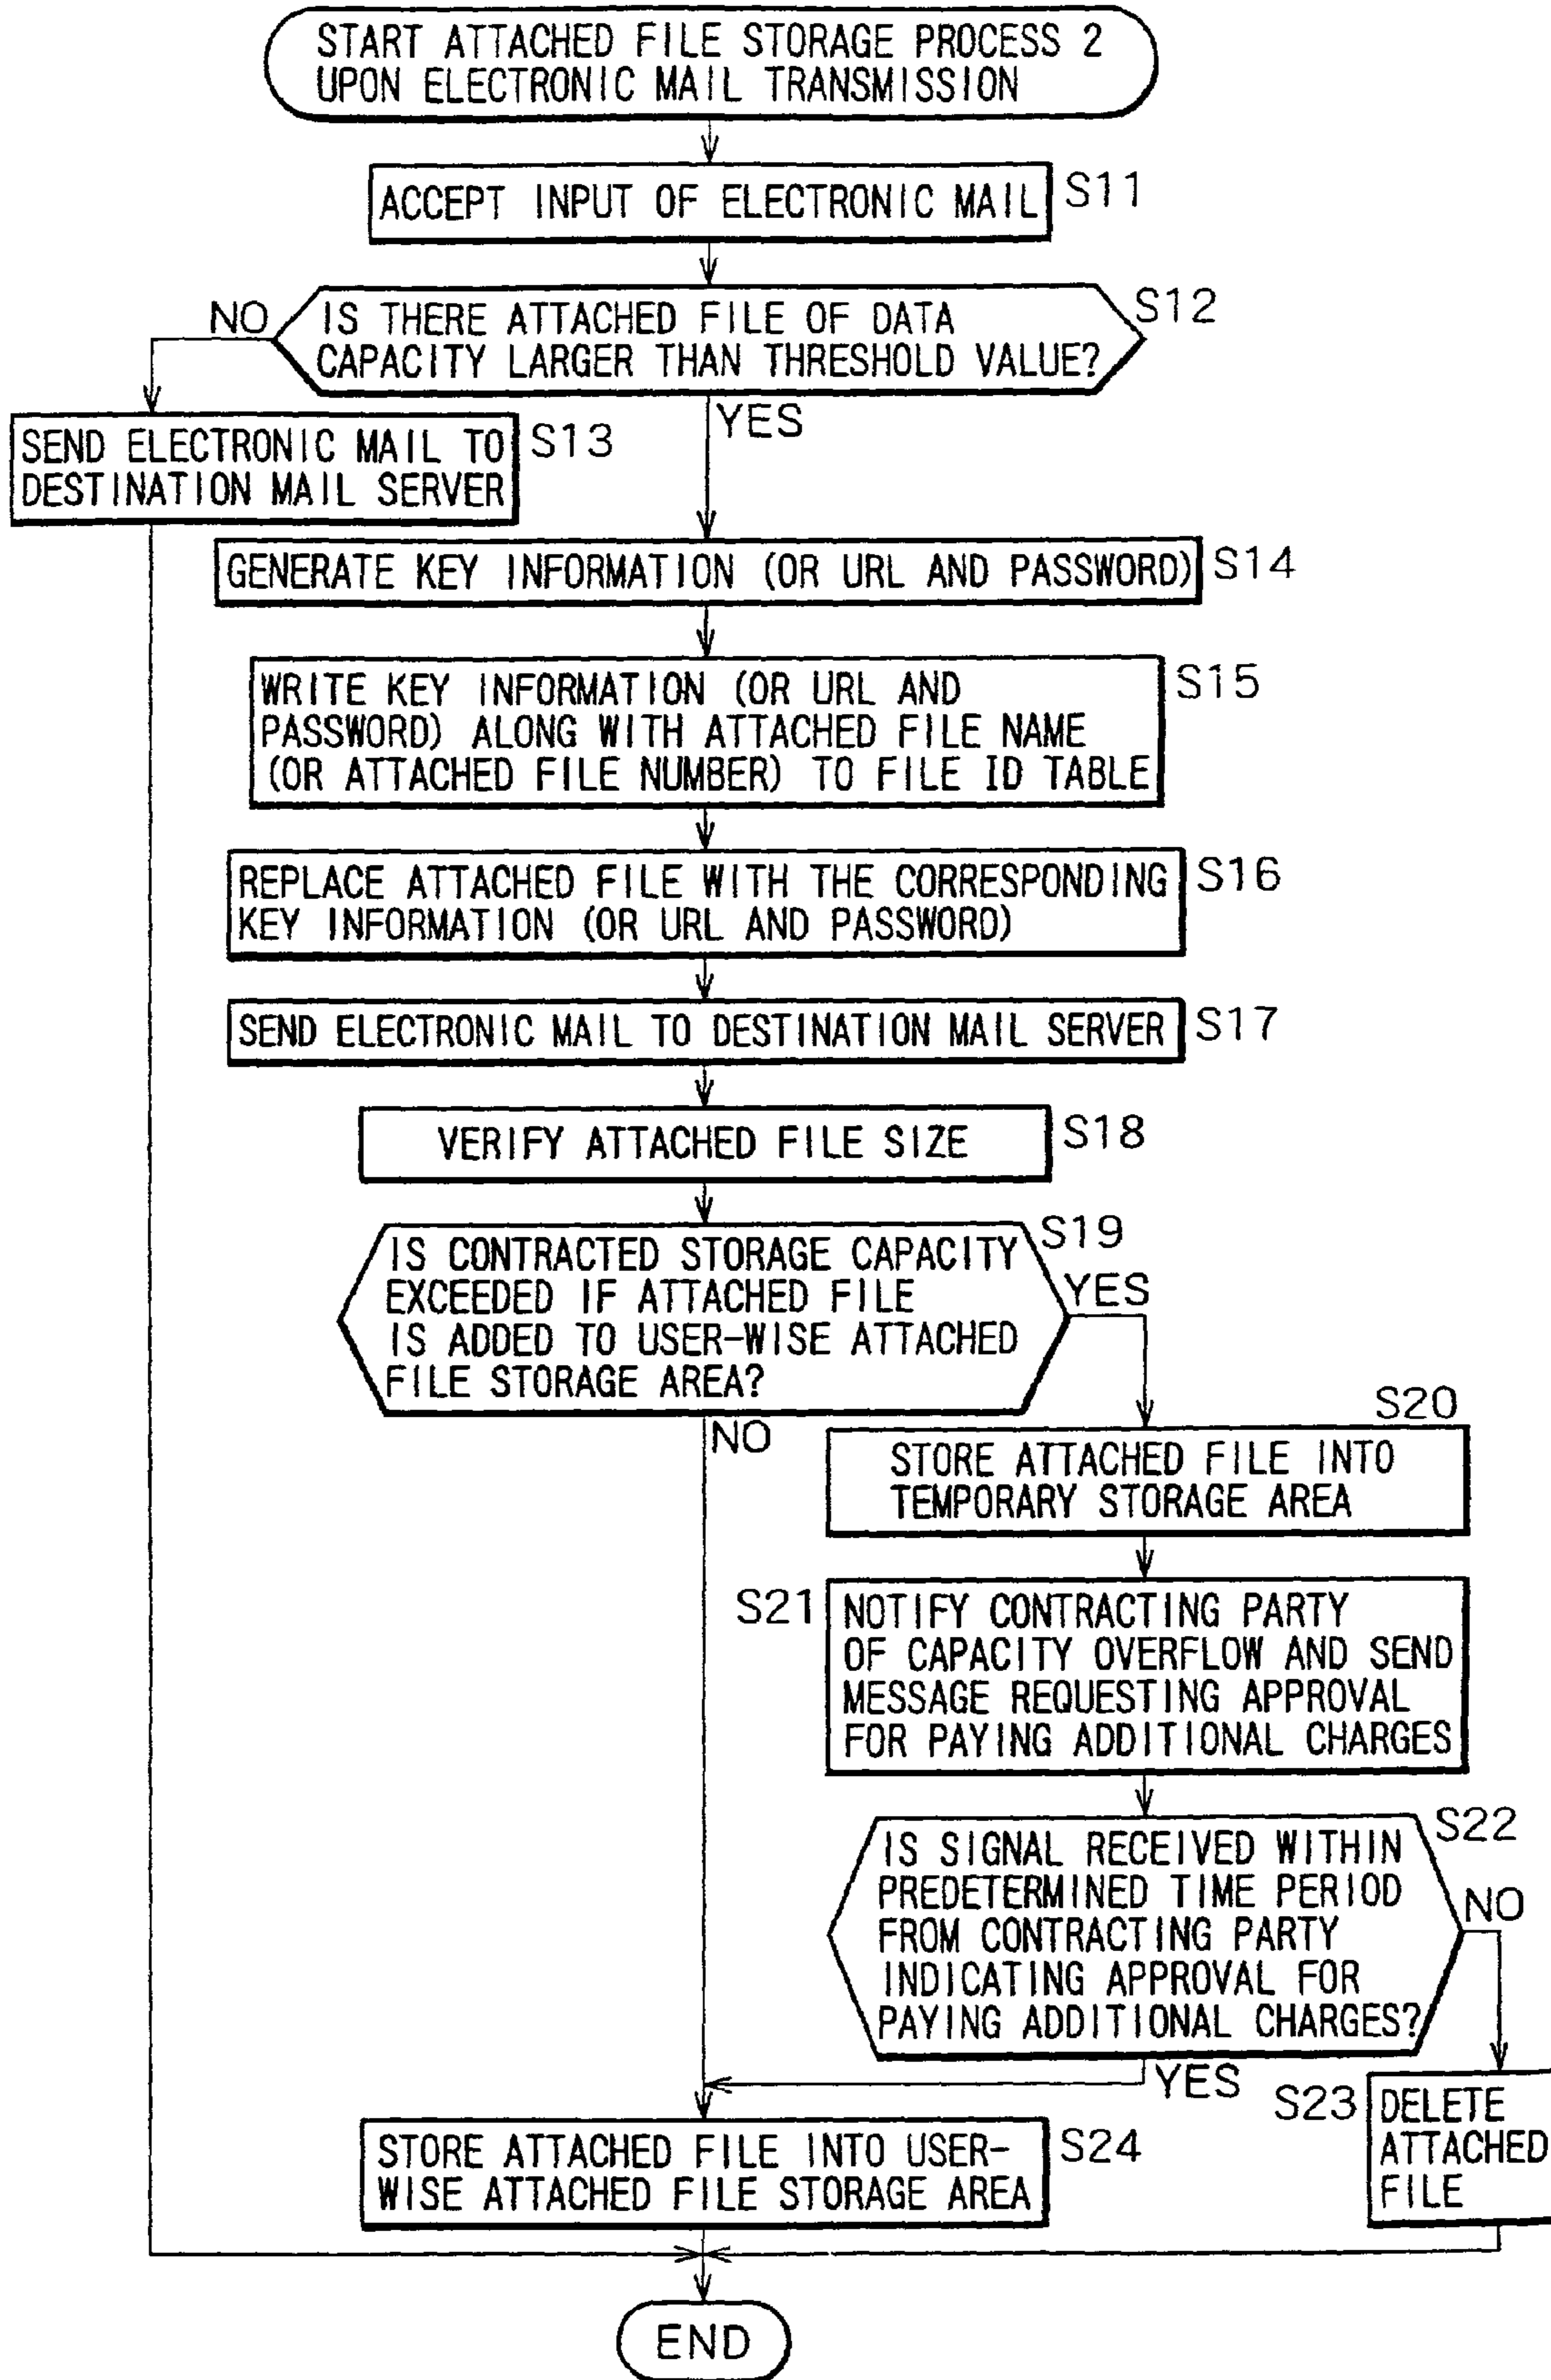 START ATTACHED FILE STORAGE PROCESS 2
UPON ELECTRONIC MAIL TRANSMISSION
ACCEPT INPUT OF ELECTRONIC MAIL
S11
NO
IS THERE ATTACHED FILE OF DATA
CAPACITY LARGER THAN THRESHOLD VALUE?
S12
YES
SEND ELECTRONIC MAIL TO
DESTINATION MAIL SERVER
S13
GENERATE KEY INFORMATION (OR URL AND PASSWORD)
S14
WRITE KEY INFORMATION (OR URL AND
PASSWORD) ALONG WITH ATTACHED FILE NAME
(OR ATTACHED FILE NUMBER) TO FILE ID TABLE
S15
REPLACE ATTACHED FILE WITH THE CORRESPONDING
KEY INFORMATION (OR URL AND PASSWORD)
S16
SEND ELECTRONIC MAIL TO DESTINATION MAIL SERVER
S17
VERIFY ATTACHED FILE SIZE
S18
IS CONTRACTED STORAGE CAPACITY
EXCEEDED IF ATTACHED FILE
IS ADDED TO USER-WISE ATTACHED
FILE STORAGE AREA?
S19
YES
NO
S20
STORE ATTACHED FILE INTO
TEMPORARY STORAGE AREA
S21
NOTIFY CONTRACTING PARTY
OF CAPACITY OVERFLOW AND SEND
MESSAGE REQUESTING APPROVAL
FOR PAYING ADDITIONAL CHARGES
IS SIGNAL RECEIVED WITHIN
PREDETERMINED TIME PERIOD
FROM CONTRACTING PARTY
INDICATING APPROVAL FOR
PAYING ADDITIONAL CHARGES?
S22
NO
YES
S23
DELETE
ATTACHED
FILE
STORE ATTACHED FILE INTO USER-
WISE ATTACHED FILE STORAGE AREA
S24
END